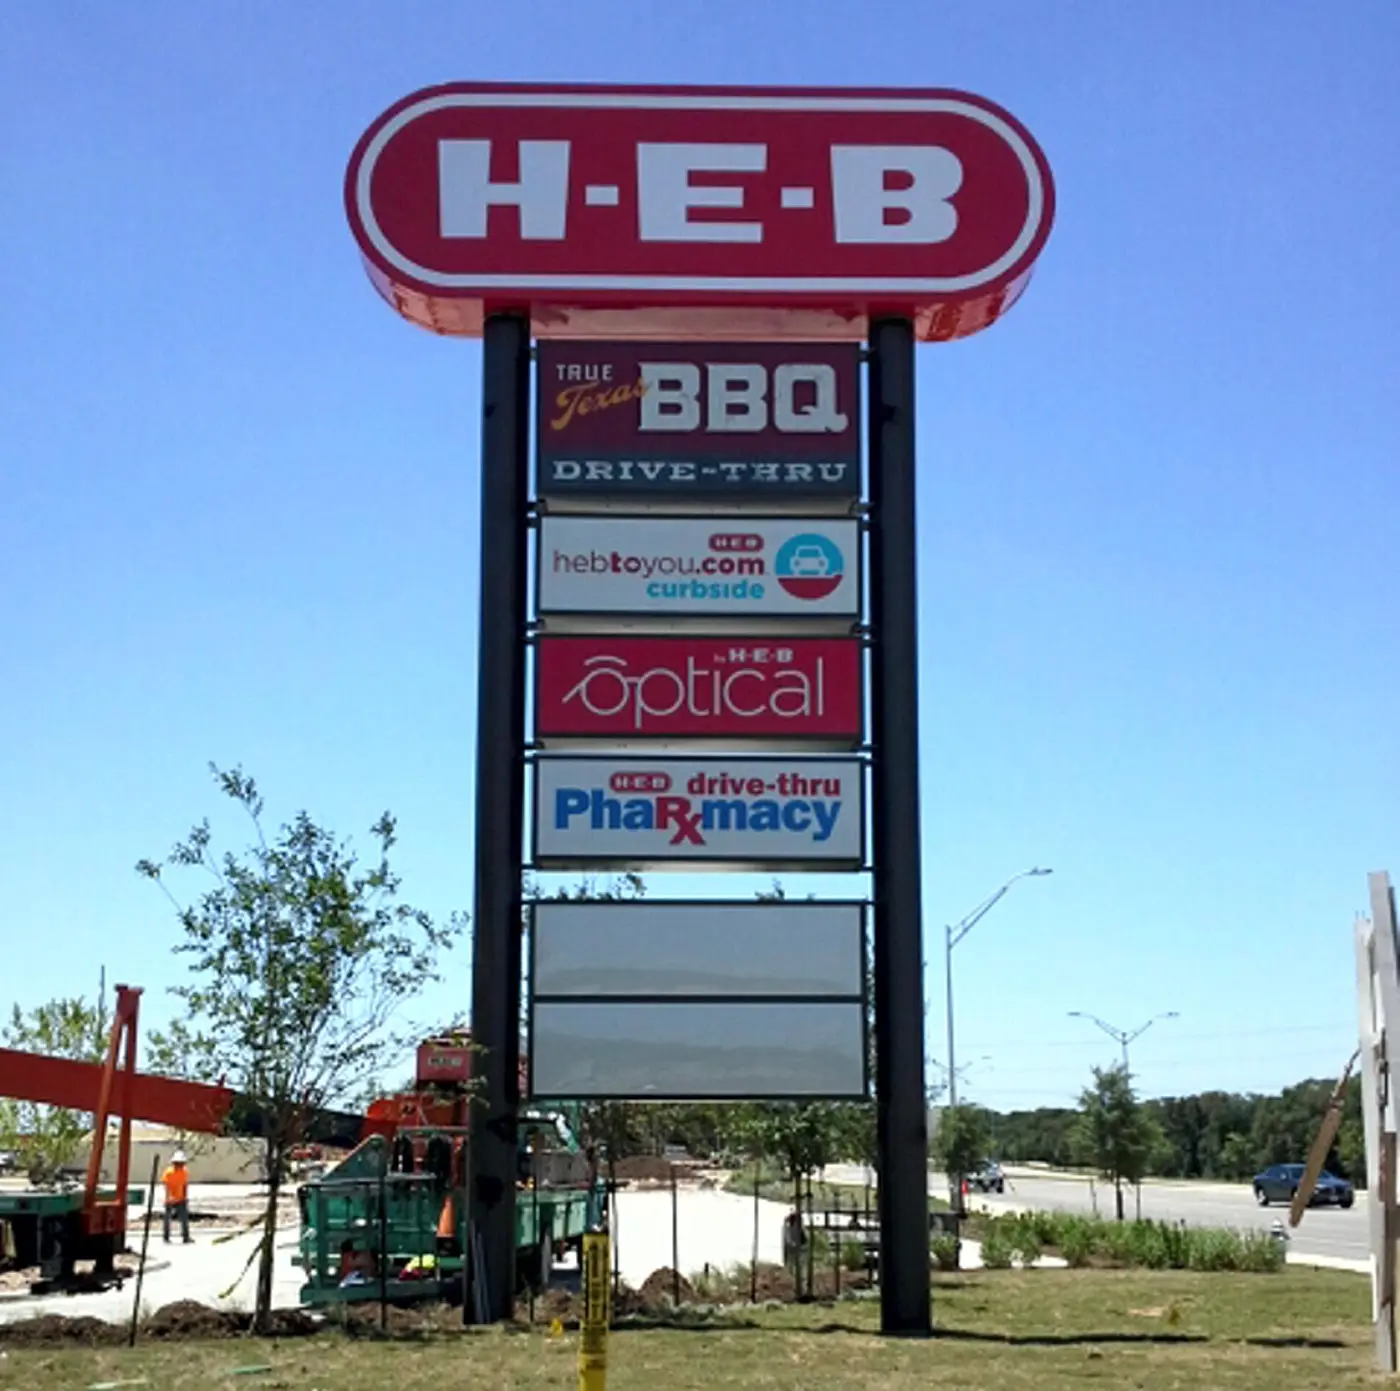 H-E-B
TRUE
Texas
BBQ
DRIVE-THRU
H-E-B
hebtoyou.com
curbside
by H-E-B
optical
H-E-B drive-thru
PhaRxmacy